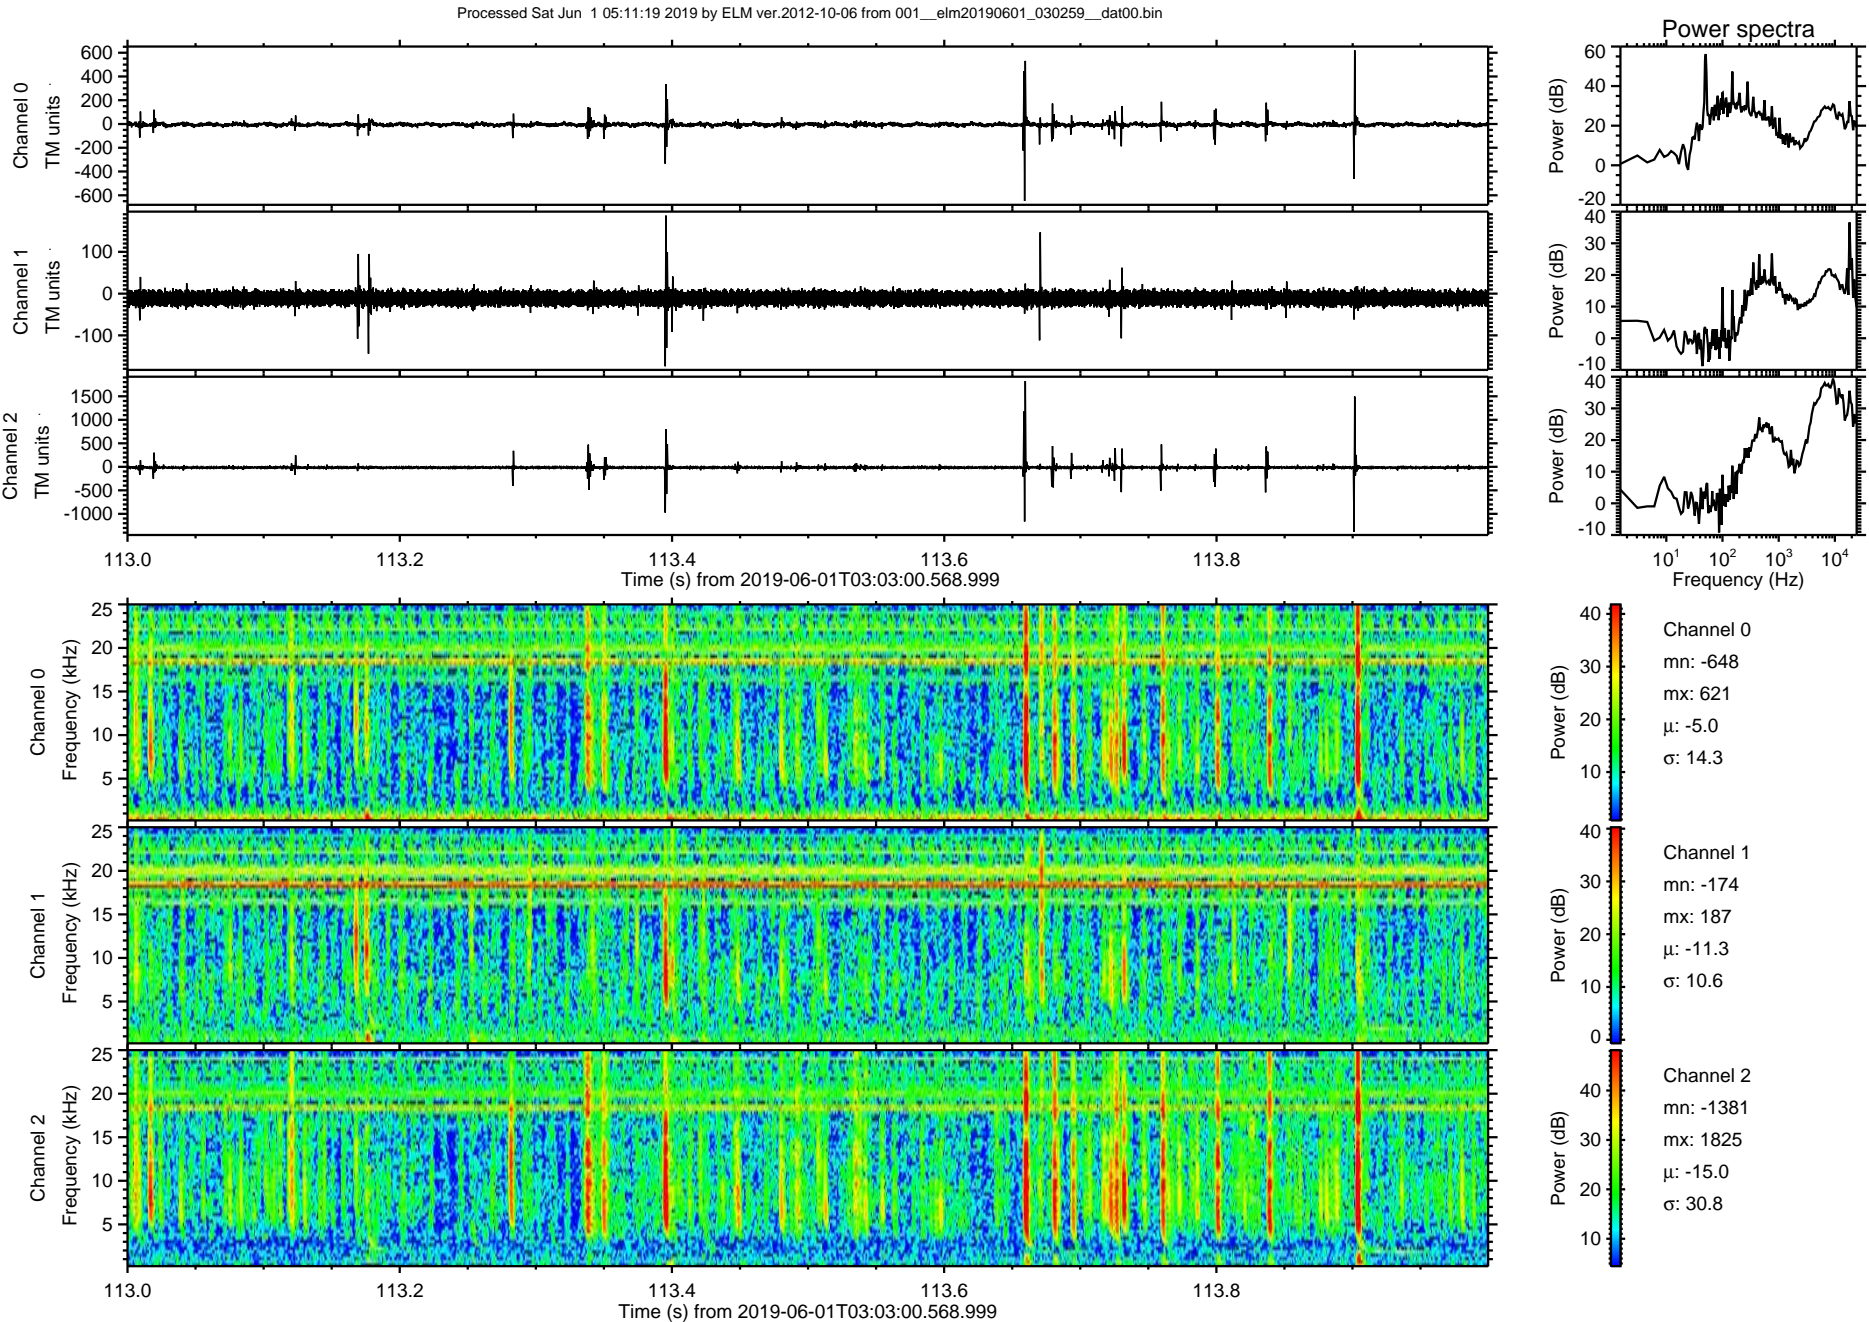 Processed Sat Jun  1 05:11:19 2019 by ELM ver.2012-10-06 from 001__elm20190601_030259__dat00.bin
Power spectra
Channel 0
TM units
600
400
200
0
-200
-400
-600
Power (dB)
60
40
20
0
-20
Channel 1
TM units
100
0
-100
Power (dB)
40
30
20
10
0
-10
Channel 2
TM units
1500
1000
500
0
-500
-1000
Power (dB)
40
30
20
10
0
-10
113.0 113.2 113.4 113.6 113.8
Time (s) from 2019-06-01T03:03:00.568.999
10^1 10^2 10^3 10^4
Frequency (Hz)
Channel 0
Frequency (kHz)
25
20
15
10
5
Power (dB)
40
30
20
10
Channel 0
mn: -648
mx: 621
μ: -5.0
σ: 14.3
Channel 1
Frequency (kHz)
25
20
15
10
5
Power (dB)
40
30
20
10
0
Channel 1
mn: -174
mx: 187
μ: -11.3
σ: 10.6
Channel 2
Frequency (kHz)
25
20
15
10
5
Power (dB)
40
30
20
10
Channel 2
mn: -1381
mx: 1825
μ: -15.0
σ: 30.8
113.0 113.2 113.4 113.6 113.8
Time (s) from 2019-06-01T03:03:00.568.999